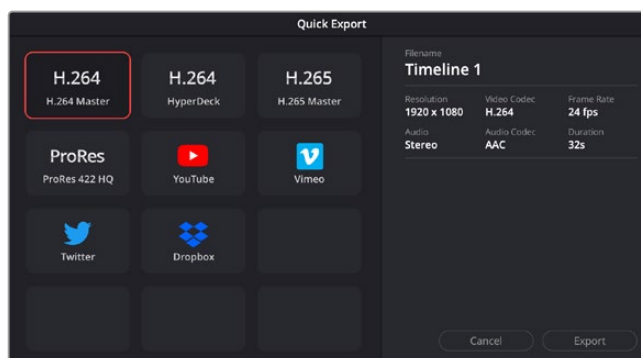 Quick Export
H.264
H.264 Master
H.264
HyperDeck
H.265
H.265 Master
ProRes
ProRes 422 HQ
YouTube
Vimeo
Twitter
Dropbox
Filename
Timeline 1
Resolution
1920 x 1080
Video Codec
H.264
Frame Rate
24 fps
Audio
Stereo
Audio Codec
AAC
Duration
32s
Cancel
Export